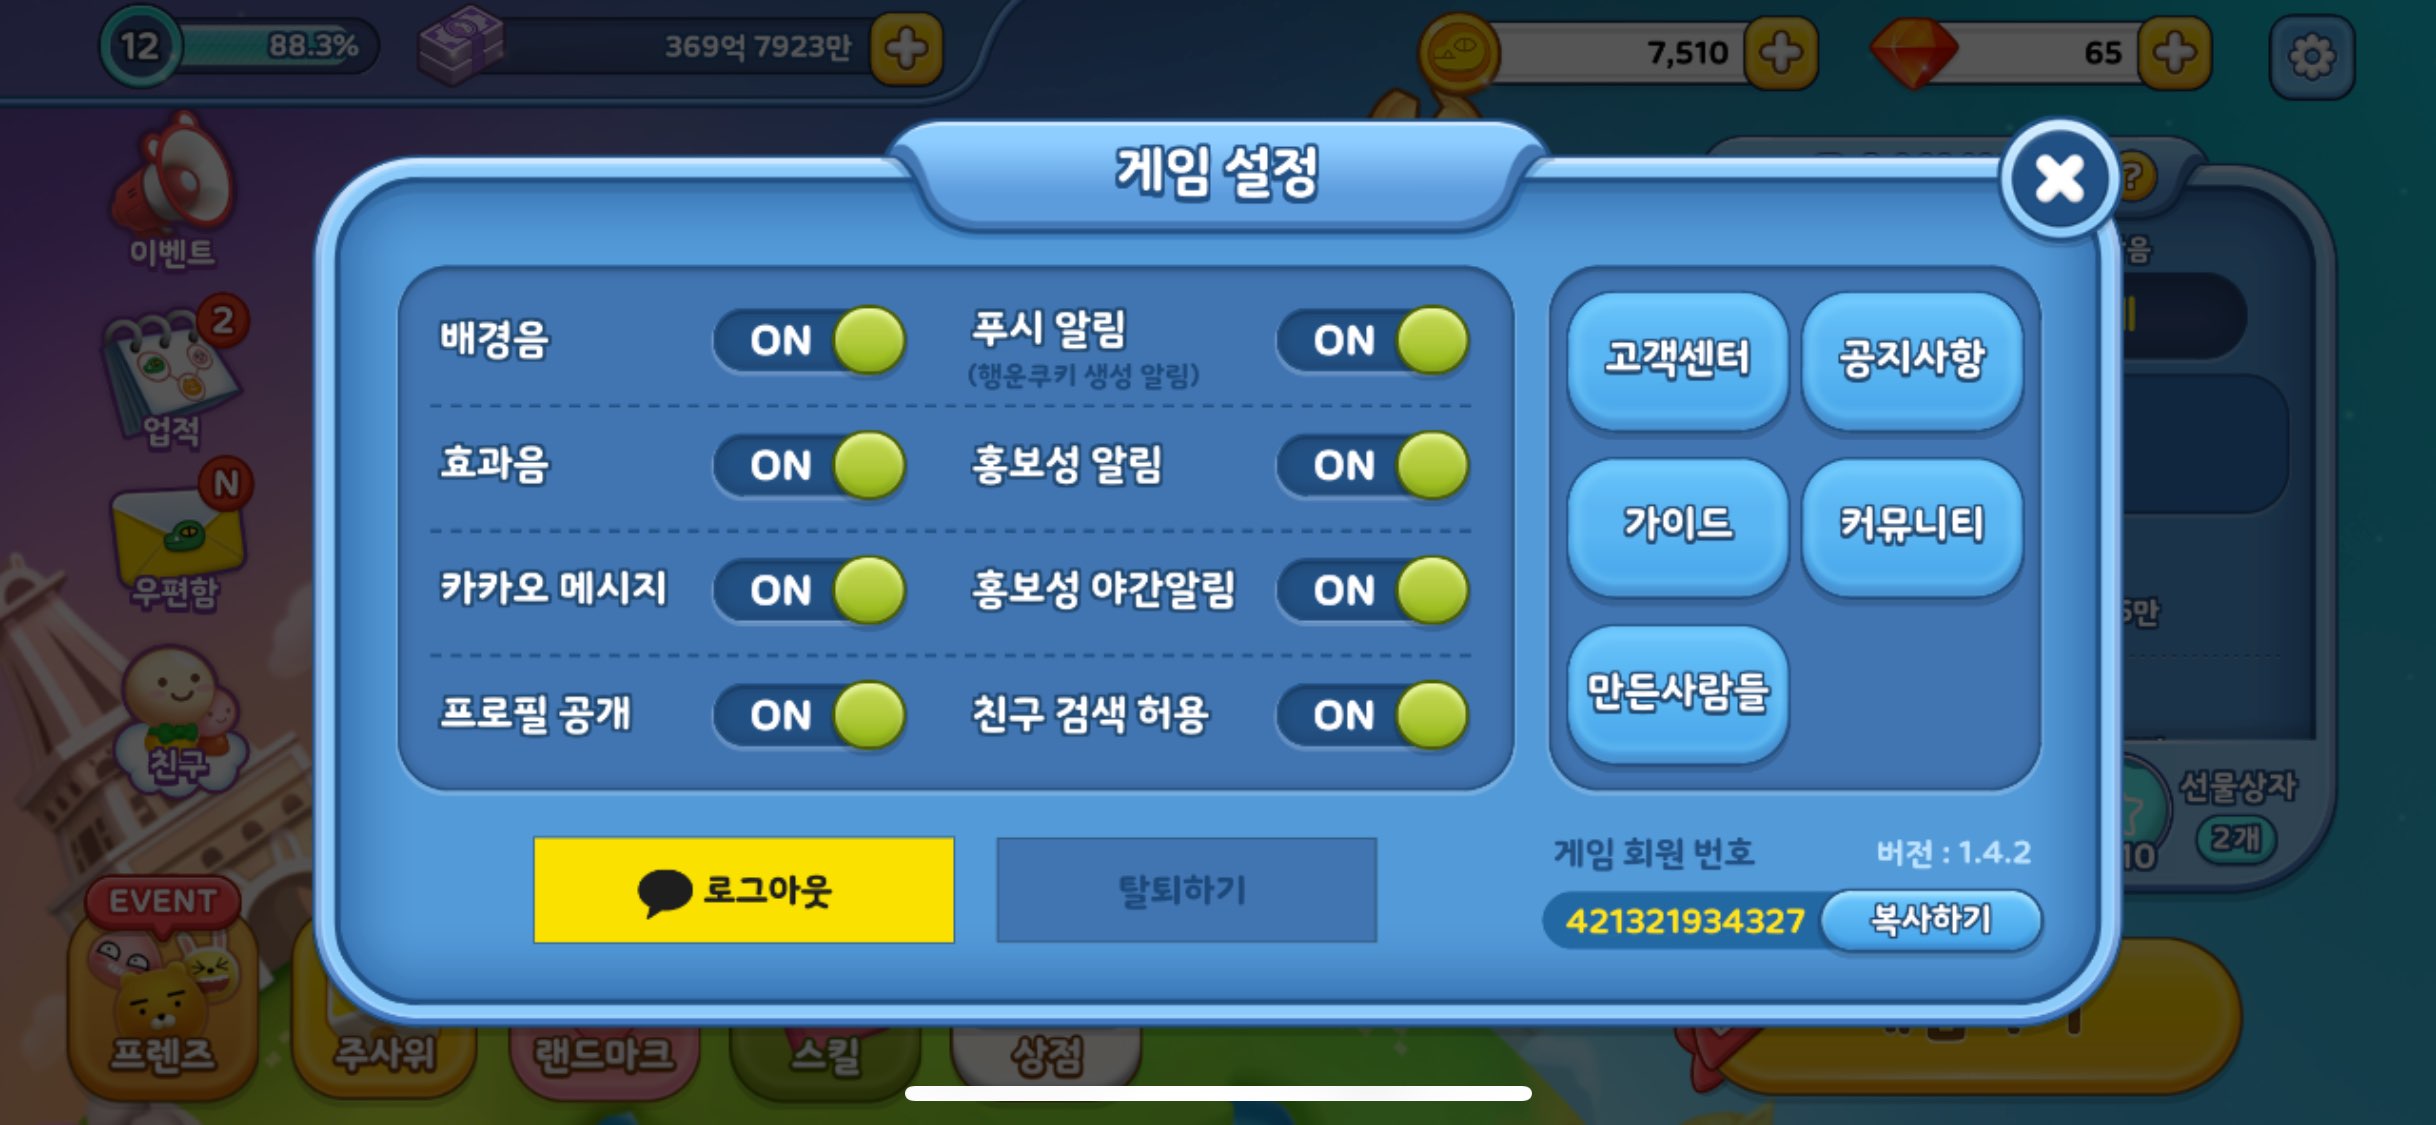 12
88.3%
369억 7923만
7,510
65
게임 설정
이벤트
2
업적
N
우편함
친구
EVENT
프렌즈
주사위
랜드마크
스킬
상점
배경음 ON
푸시 알림 ON
(행운쿠키 생성 알림)
효과음 ON
홍보성 알림 ON
카카오 메시지 ON
홍보성 야간알림 ON
프로필 공개 ON
친구 검색 허용 ON
고객센터
공지사항
가이드
커뮤니티
만든사람들
로그아웃
탈퇴하기
게임 회원 번호
버전 : 1.4.2
421321934327
복사하기
?
음
5만
선물상자
2개
10